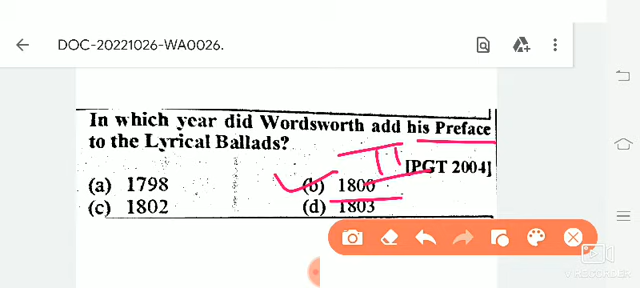 DOC-20221026-WA0026.
In which year did Wordsworth add his Preface
to the Lyrical Ballads?
[PGT 2004]
(a) 1798 (b) 1800
(c) 1802 (d) 1803
RECORDER